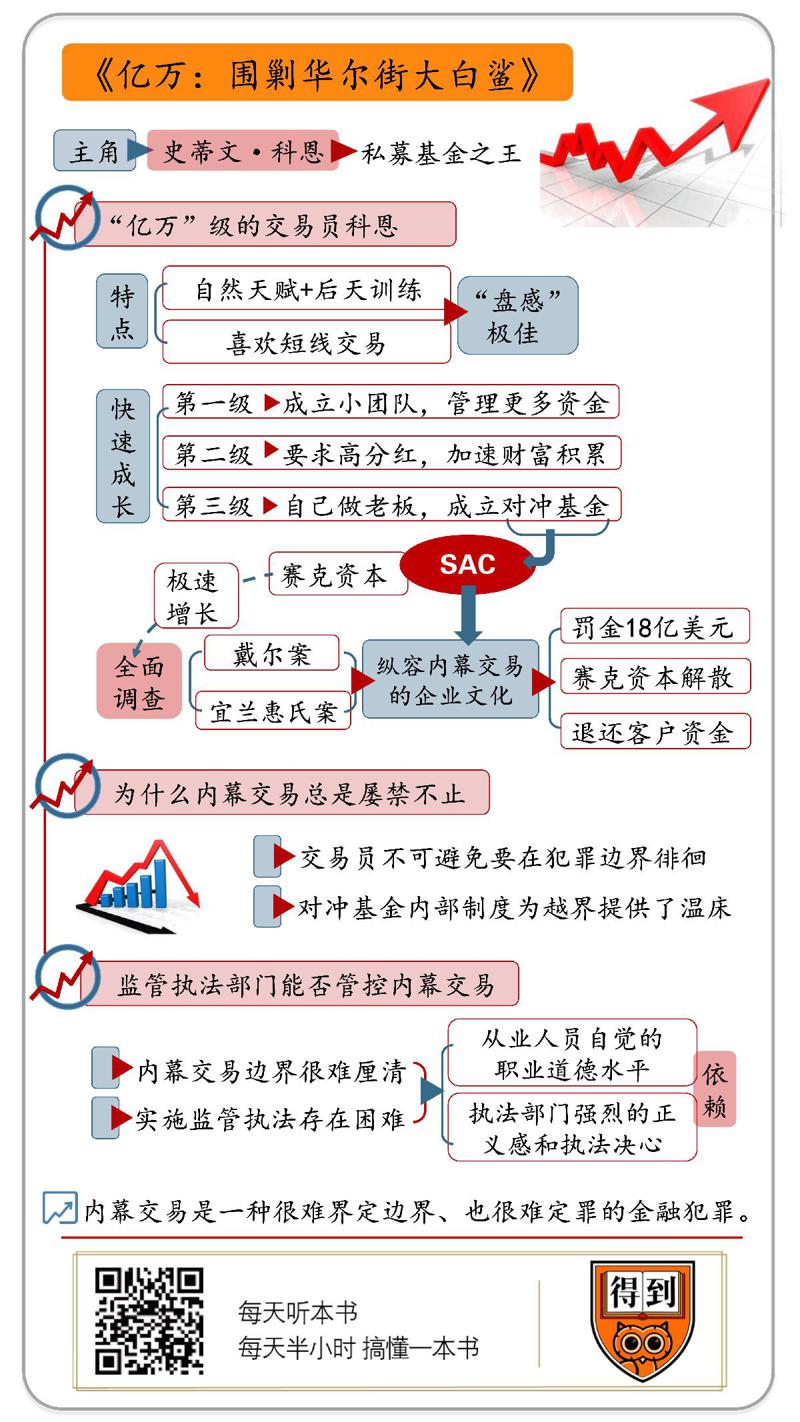 《亿万：围剿华尔街大白鲨》
主角 史蒂文·科恩 私募基金之王
“亿万”级的交易员科恩
特点
自然天赋+后天训练
喜欢短线交易
“盘感”
极佳
快速成长
第一级 成立小团队，管理更多资金
第二级 要求高分红，加速财富积累
第三级 自己做老板，成立对冲基金
SAC
赛克资本
极速
增长
全面
调查
戴尔案
宜兰惠氏案
纵容内幕交易
的企业文化
罚金18亿美元
赛克资本解散
退还客户资金
为什么内幕交易总是屡禁不止
交易员不可避免要在犯罪边界徘徊
对冲基金内部制度为越界提供了温床
监管执法部门能否管控内幕交易
内幕交易边界很难厘清
实施监管执法存在困难
从业人员自觉的
职业道德水平
执法部门强烈的正
义感和执法决心
依赖
内幕交易是一种很难界定边界、也很难定罪的金融犯罪。
每天听本书
每天半小时 搞懂一本书
得到